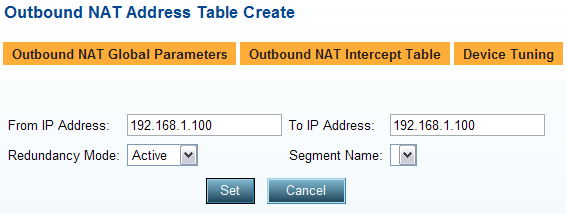 Outbound NAT Address Table Create
Outbound NAT Global Parameters Outbound NAT Intercept Table Device Tuning
From IP Address: 192.168.1.100 To IP Address: 192.168.1.100
Redundancy Mode: Active Segment Name:
Set Cancel